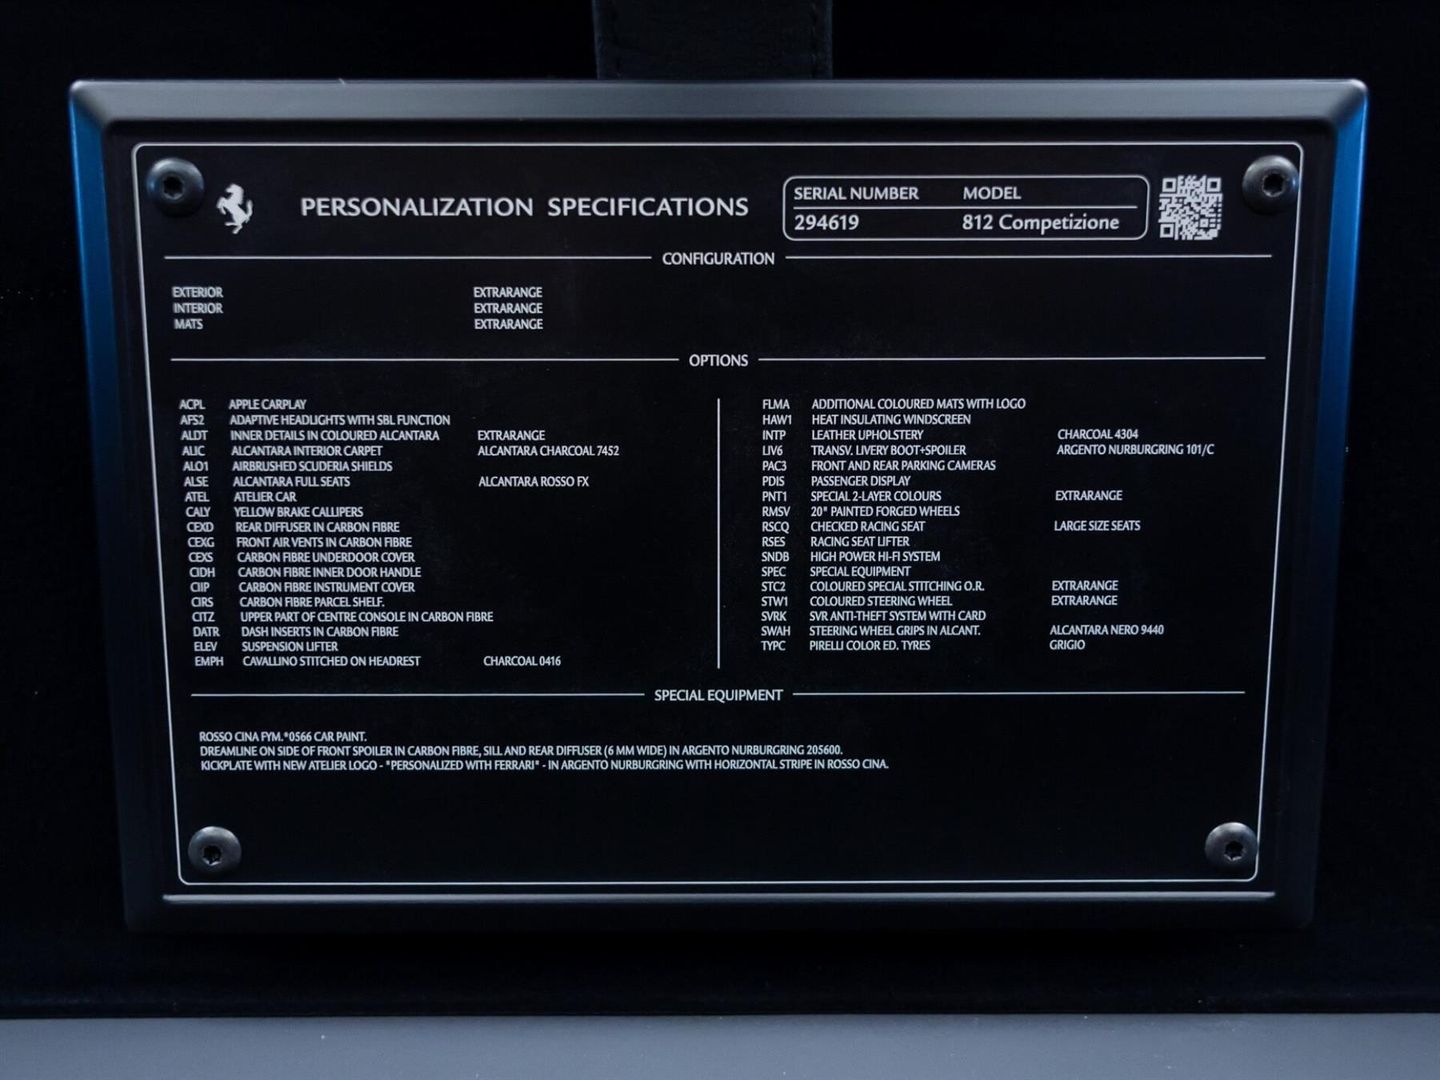 PERSONALIZATION SPECIFICATIONS
SERIAL NUMBER MODEL
294619 812 Competizione
CONFIGURATION
EXTERIOR EXTRARANGE
INTERIOR EXTRARANGE
MATS EXTRARANGE
OPTIONS
ACPL APPLE CARPLAY
AFS2 ADAPTIVE HEADLIGHTS WITH SBL FUNCTION
ALDT INNER DETAILS IN COLOURED ALCANTARA EXTRARANGE
ALIC ALCANTARA INTERIOR CARPET ALCANTARA CHARCOAL 7452
ALO1 AIRBRUSHED SCUDERIA SHIELDS
ALSE ALCANTARA FULL SEATS ALCANTARA ROSSO FX
ATEL ATELIER CAR
CALY YELLOW BRAKE CALLIPERS
CEXD REAR DIFFUSER IN CARBON FIBRE
CEXG FRONT AIR VENTS IN CARBON FIBRE
CEXS CARBON FIBRE UNDERDOOR COVER
CIDH CARBON FIBRE INNER DOOR HANDLE
CIIP CARBON FIBRE INSTRUMENT COVER
CIRS CARBON FIBRE PARCEL SHELF.
CITZ UPPER PART OF CENTRE CONSOLE IN CARBON FIBRE
DATR DASH INSERTS IN CARBON FIBRE
ELEV SUSPENSION LIFTER
EMPH CAVALLINO STITCHED ON HEADREST CHARCOAL 0416
FLMA ADDITIONAL COLOURED MATS WITH LOGO
HAW1 HEAT INSULATING WINDSCREEN
INTP LEATHER UPHOLSTERY CHARCOAL 4304
LIV6 TRANSV. LIVERY BOOT+SPOILER ARGENTO NURBURGRING 101/C
PAC3 FRONT AND REAR PARKING CAMERAS
PDIS PASSENGER DISPLAY
PNT1 SPECIAL 2-LAYER COLOURS EXTRARANGE
RMSV 20" PAINTED FORGED WHEELS
RSCQ CHECKED RACING SEAT LARGE SIZE SEATS
RSES RACING SEAT LIFTER
SNDB HIGH POWER HI-FI SYSTEM
SPEC SPECIAL EQUIPMENT
STC2 COLOURED SPECIAL STITCHING O.R. EXTRARANGE
STW1 COLOURED STEERING WHEEL EXTRARANGE
SVRK SVR ANTI-THEFT SYSTEM WITH CARD
SWAH STEERING WHEEL GRIPS IN ALCANT. ALCANTARA NERO 9440
TYPC PIRELLI COLOR ED. TYRES GRIGIO
SPECIAL EQUIPMENT
ROSSO CINA FYM.*0566 CAR PAINT.
DREAMLINE ON SIDE OF FRONT SPOILER IN CARBON FIBRE, SILL AND REAR DIFFUSER (6 MM WIDE) IN ARGENTO NURBURGRING 205600.
KICKPLATE WITH NEW ATELIER LOGO - "PERSONALIZED WITH FERRARI" - IN ARGENTO NURBURGRING WITH HORIZONTAL STRIPE IN ROSSO CINA.